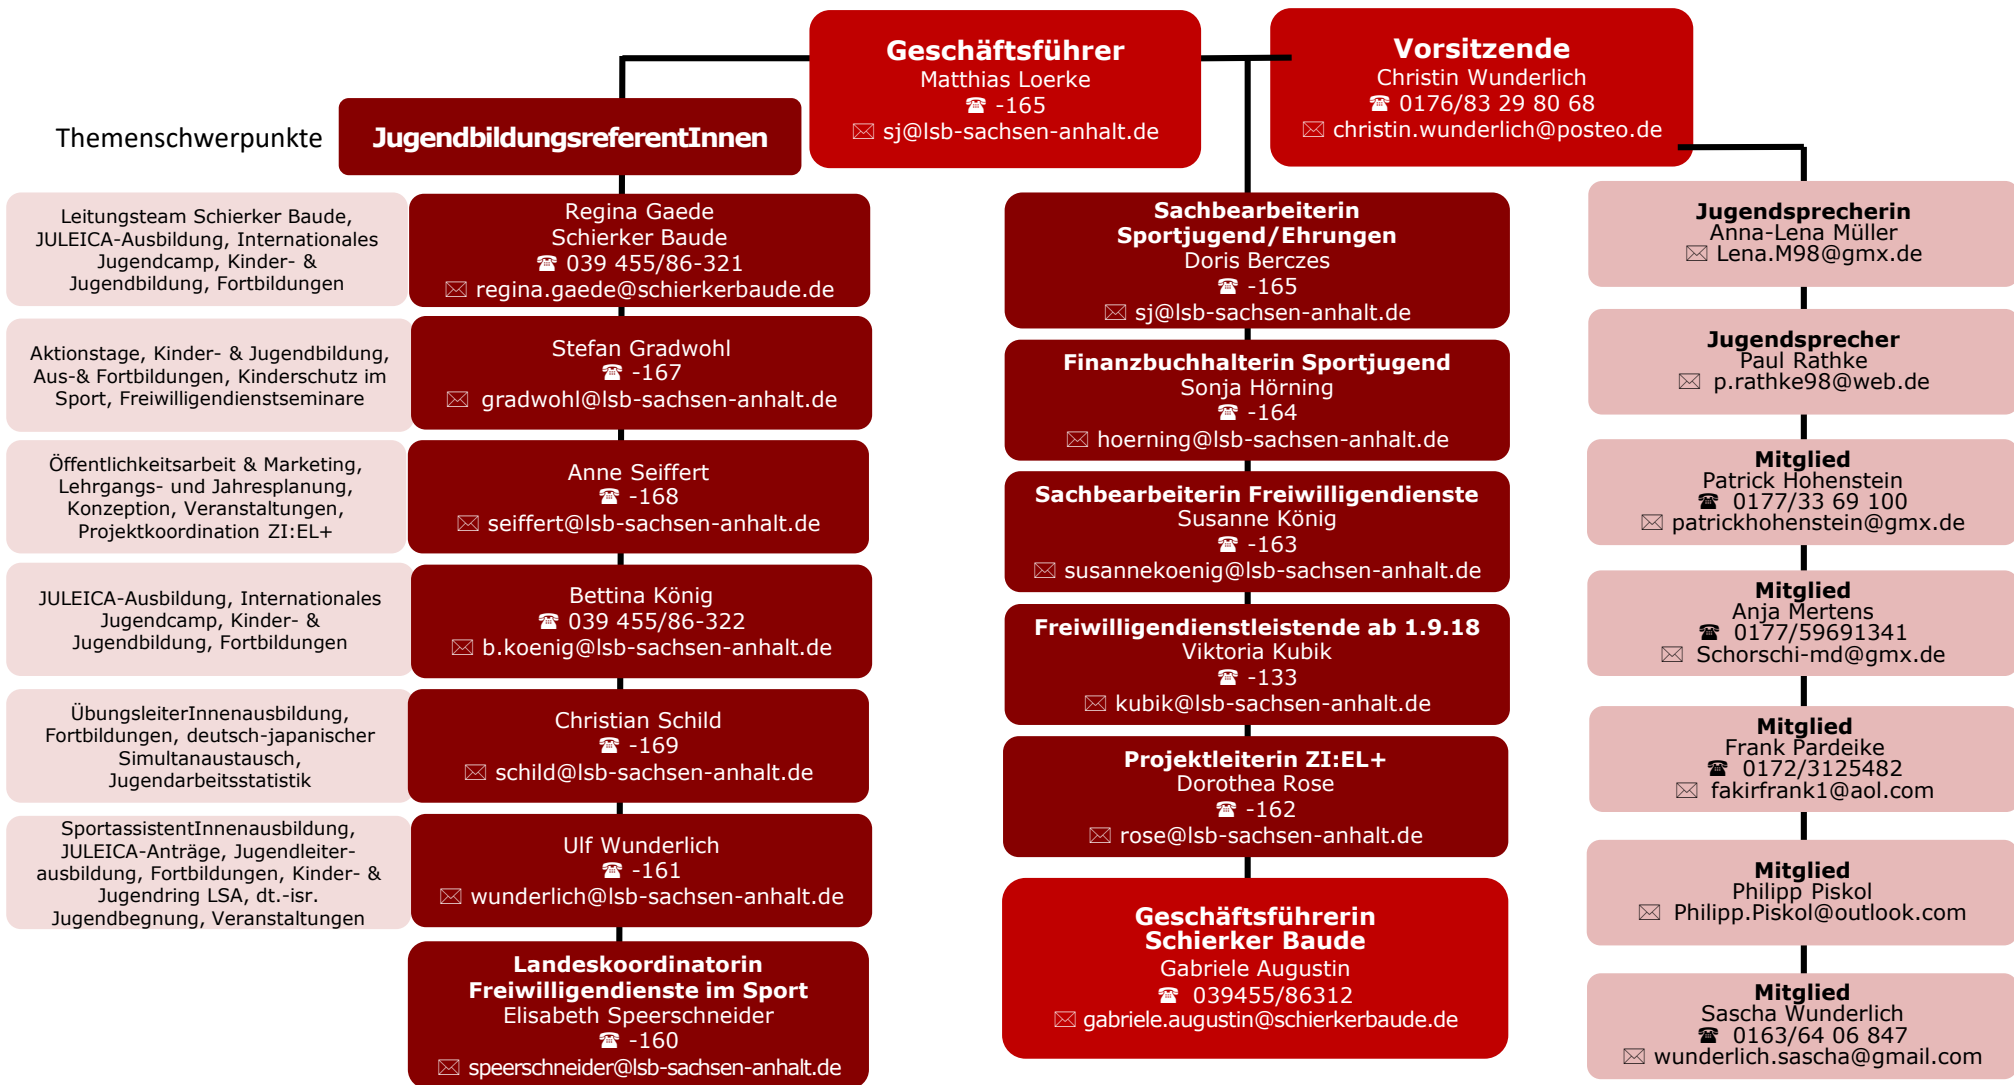 Geschäftsführer
Matthias Loerke
☎ -165
✉ sj@lsb-sachsen-anhalt.de
Vorsitzende
Christin Wunderlich
☎ 0176/83 29 80 68
✉ christin.wunderlich@posteo.de
Themenschwerpunkte
JugendbildungsreferentInnen
Leitungsteam Schierker Baude,
JULEICA-Ausbildung, Internationales
Jugendcamp, Kinder- &
Jugendbildung, Fortbildungen
Regina Gaede
Schierker Baude
☎ 039 455/86-321
✉ regina.gaede@schierkerbaude.de
Aktionstage, Kinder- & Jugendbildung,
Aus-& Fortbildungen, Kinderschutz im
Sport, Freiwilligendienstseminare
Stefan Gradwohl
☎ -167
✉ gradwohl@lsb-sachsen-anhalt.de
Öffentlichkeitsarbeit & Marketing,
Lehrgangs- und Jahresplanung,
Konzeption, Veranstaltungen,
Projektkoordination ZI:EL+
Anne Seiffert
☎ -168
✉ seiffert@lsb-sachsen-anhalt.de
JULEICA-Ausbildung, Internationales
Jugendcamp, Kinder- &
Jugendbildung, Fortbildungen
Bettina König
☎ 039 455/86-322
✉ b.koenig@lsb-sachsen-anhalt.de
ÜbungsleiterInnenausbildung,
Fortbildungen, deutsch-japanischer
Simultanaustausch,
Jugendarbeitsstatistik
Christian Schild
☎ -169
✉ schild@lsb-sachsen-anhalt.de
SportassistentInnenausbildung,
JULEICA-Anträge, Jugendleiter-
ausbildung, Fortbildungen, Kinder- &
Jugendring LSA, dt.-isr.
Jugendbegnung, Veranstaltungen
Ulf Wunderlich
☎ -161
✉ wunderlich@lsb-sachsen-anhalt.de
Landeskoordinatorin
Freiwilligendienste im Sport
Elisabeth Speerschneider
☎ -160
✉ speerschneider@lsb-sachsen-anhalt.de
Sachbearbeiterin
Sportjugend/Ehrungen
Doris Berczes
☎ -165
✉ sj@lsb-sachsen-anhalt.de
Finanzbuchhalterin Sportjugend
Sonja Hörning
☎ -164
✉ hoerning@lsb-sachsen-anhalt.de
Sachbearbeiterin Freiwilligendienste
Susanne König
☎ -163
✉ susannekoenig@lsb-sachsen-anhalt.de
Freiwilligendienstleistende ab 1.9.18
Viktoria Kubik
☎ -133
✉ kubik@lsb-sachsen-anhalt.de
Projektleiterin ZI:EL+
Dorothea Rose
☎ -162
✉ rose@lsb-sachsen-anhalt.de
Geschäftsführerin
Schierker Baude
Gabriele Augustin
☎ 039455/86312
✉ gabriele.augustin@schierkerbaude.de
Jugendsprecherin
Anna-Lena Müller
✉ Lena.M98@gmx.de
Jugendsprecher
Paul Rathke
✉ p.rathke98@web.de
Mitglied
Patrick Hohenstein
☎ 0177/33 69 100
✉ patrickhohenstein@gmx.de
Mitglied
Anja Mertens
☎ 0177/59691341
✉ Schorschi-md@gmx.de
Mitglied
Frank Pardeike
☎ 0172/3125482
✉ fakirfrank1@aol.com
Mitglied
Philipp Piskol
✉ Philipp.Piskol@outlook.com
Mitglied
Sascha Wunderlich
☎ 0163/64 06 847
✉ wunderlich.sascha@gmail.com